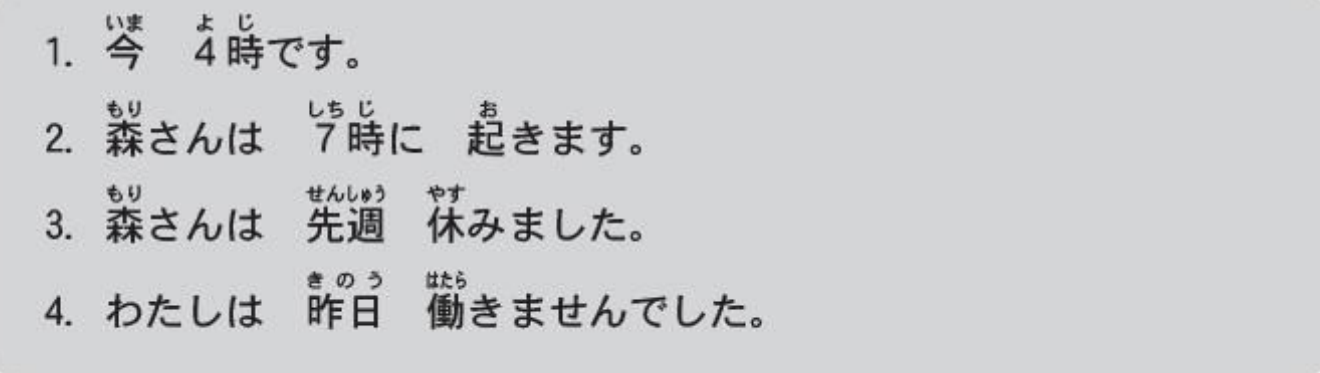 いま よ じ
1. 今 4時です。
もり しち じ お
2. 森さんは 7時に 起きます。
もり せんしゅう やす
3. 森さんは 先週 休みました。
きのう はたら
4. わたしは 昨日 働きませんでした。